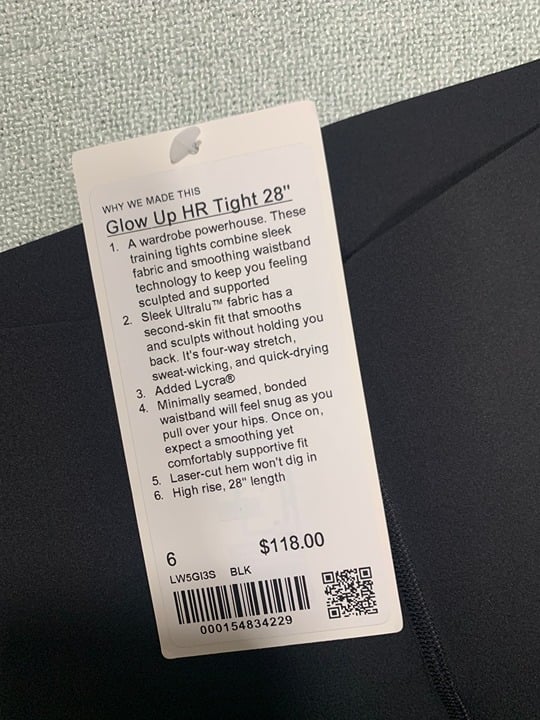 WHY WE MADE THIS
Glow Up HR Tight 28"
1. A wardrobe powerhouse. These
training tights combine sleek
fabric and smoothing waistband
technology to keep you feeling
sculpted and supported
2. Sleek Ultralu™ fabric has a
second-skin fit that smooths
and sculpts without holding you
back. It's four-way stretch,
sweat-wicking, and quick-drying
3. Added Lycra®
4. Minimally seamed, bonded
waistband will feel snug as you
pull over your hips. Once on,
expect a smoothing yet
comfortably supportive fit
5. Laser-cut hem won't dig in
6. High rise, 28" length
6 $118.00
LW5GI3S BLK
000154834229